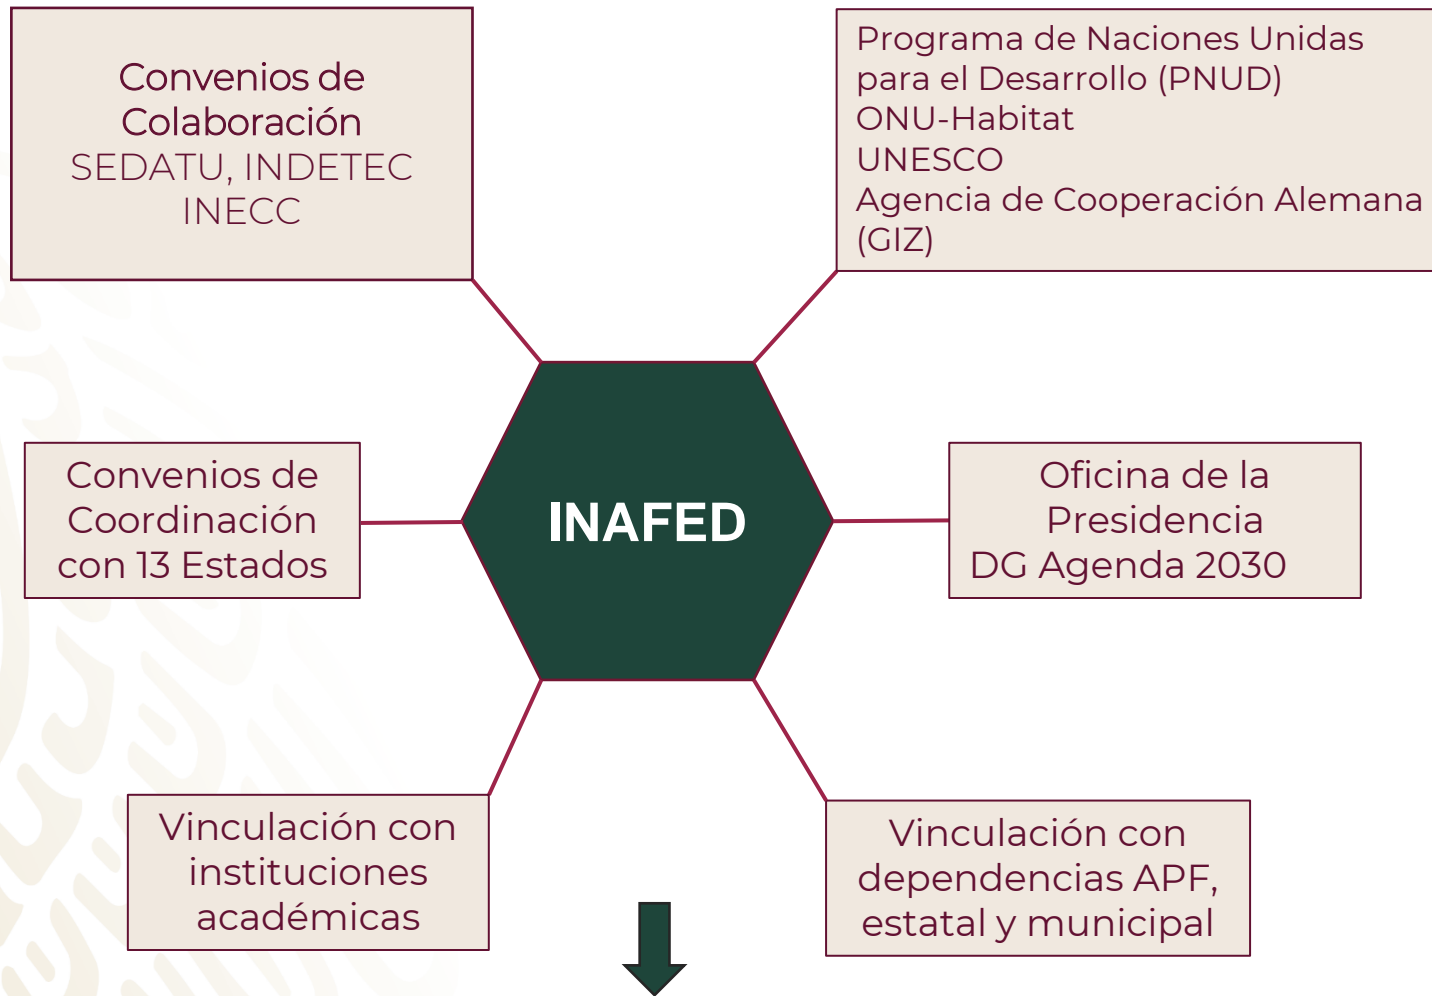 Convenios de
Colaboración
SEDATU, INDETEC
INECC
Programa de Naciones Unidas
para el Desarrollo (PNUD)
ONU-Habitat
UNESCO
Agencia de Cooperación Alemana
(GIZ)
Convenios de
Coordinación
con 13 Estados
INAFED
Oficina de la
Presidencia
DG Agenda 2030
Vinculación con
instituciones
académicas
Vinculación con
dependencias APF,
estatal y municipal